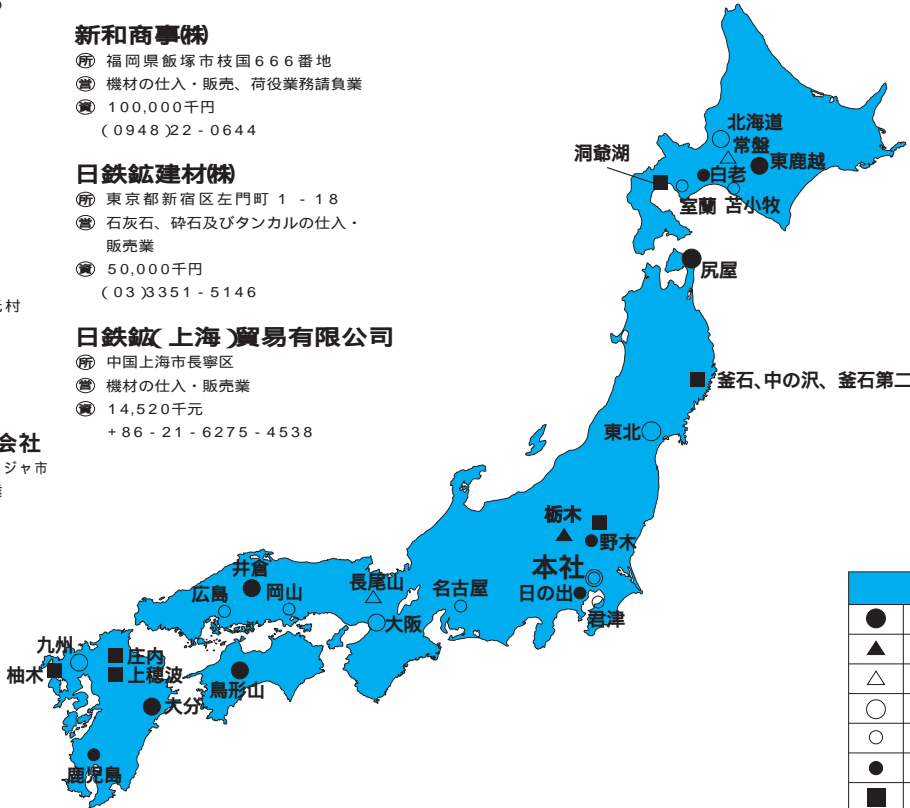 新和商事㈱
所 福岡県飯塚市枝国666番地
営 機材の仕入・販売、荷役業務請負業
資 100,000千円
(0948)22-0644
日鉄鉱建材㈱
所 東京都新宿区左門町 1 - 18
営 石灰石、砕石及びタンカルの仕入・
販売業
資 50,000千円
(03)3351-5146
村
日鉄鉱(上海)貿易有限公司
所 中国上海市長寧区
営 機材の仕入・販売業
資 14,520千元
+86-21-6275-4538
会社
ジャ市
北海道
常盤
洞爺湖
東鹿越
白老
室蘭 苫小牧
尻屋
釜石、中の沢、釜石第二
東北
栃木
野木
本社
日の出
君津
井倉
広島
岡山
長尾山
名古屋
大阪
九州
庄内
柚木
上穂波
鳥形山
大分
鹿児島